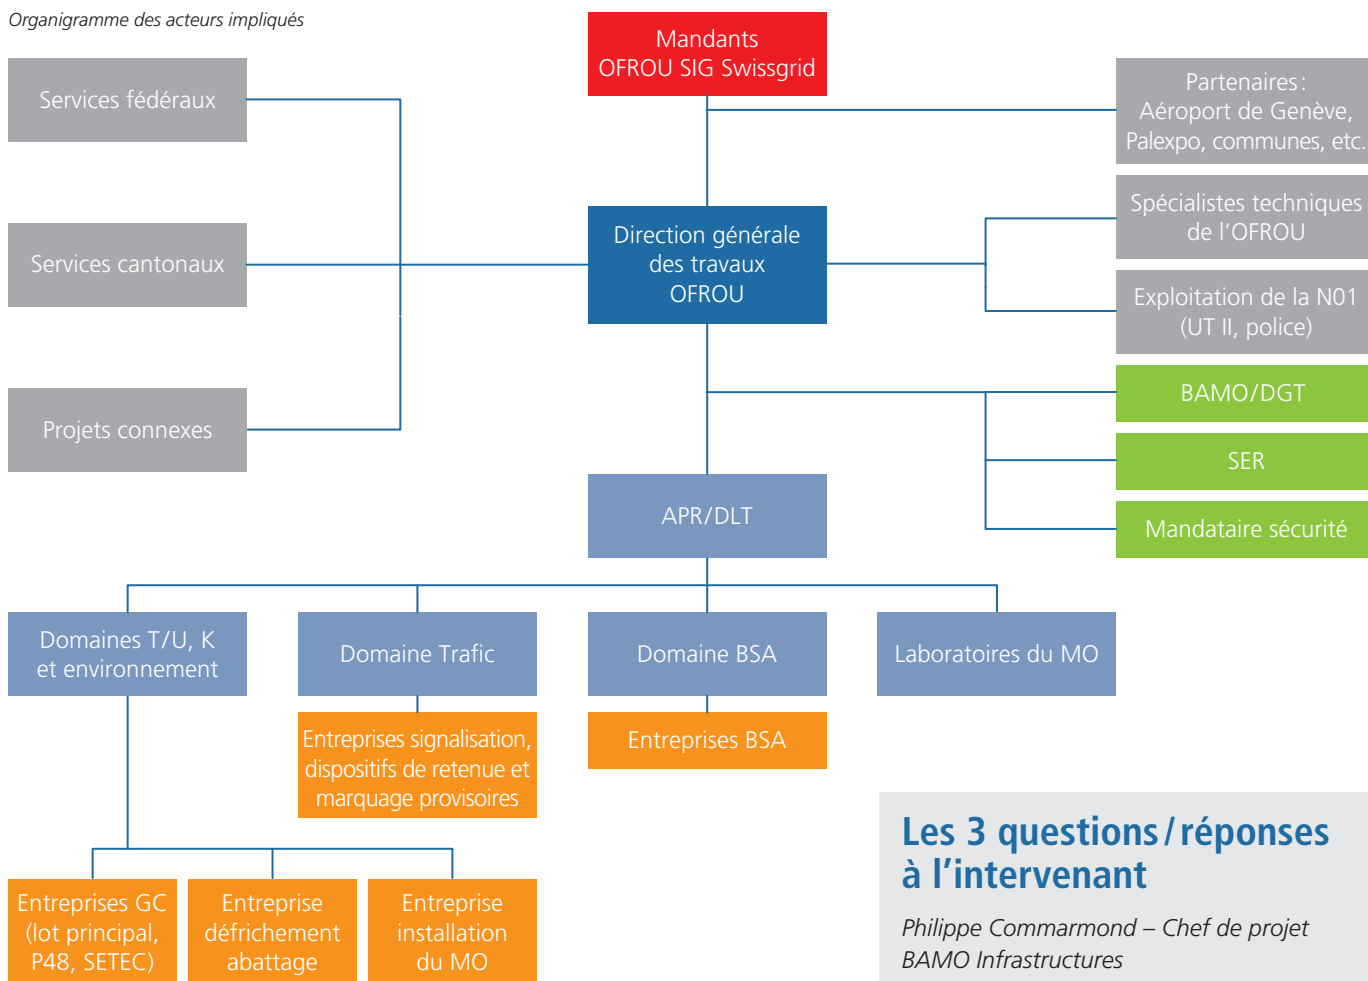 Organigramme des acteurs impliqués
Mandants
OFROU SIG Swissgrid
Services fédéraux
Partenaires :
Aéroport de Genève,
Palexpo, communes, etc.
Spécialistes techniques
de l'OFROU
Services cantonaux
Direction générale
des travaux
OFROU
Exploitation de la N01
(UT II, police)
Projets connexes
BAMO/DGT
SER
Mandataire sécurité
APR/DLT
Domaines T/U, K
et environnement
Domaine Trafic
Domaine BSA
Laboratoires du MO
Entreprises signalisation,
dispositifs de retenue et
marquage provisoires
Entreprises BSA
Entreprises GC
(lot principal,
P48, SETEC)
Entreprise
défrichement
abattage
Entreprise
installation
du MO
Les 3 questions / réponses
à l'intervenant
Philippe Commarmond – Chef de projet
BAMO Infrastructures